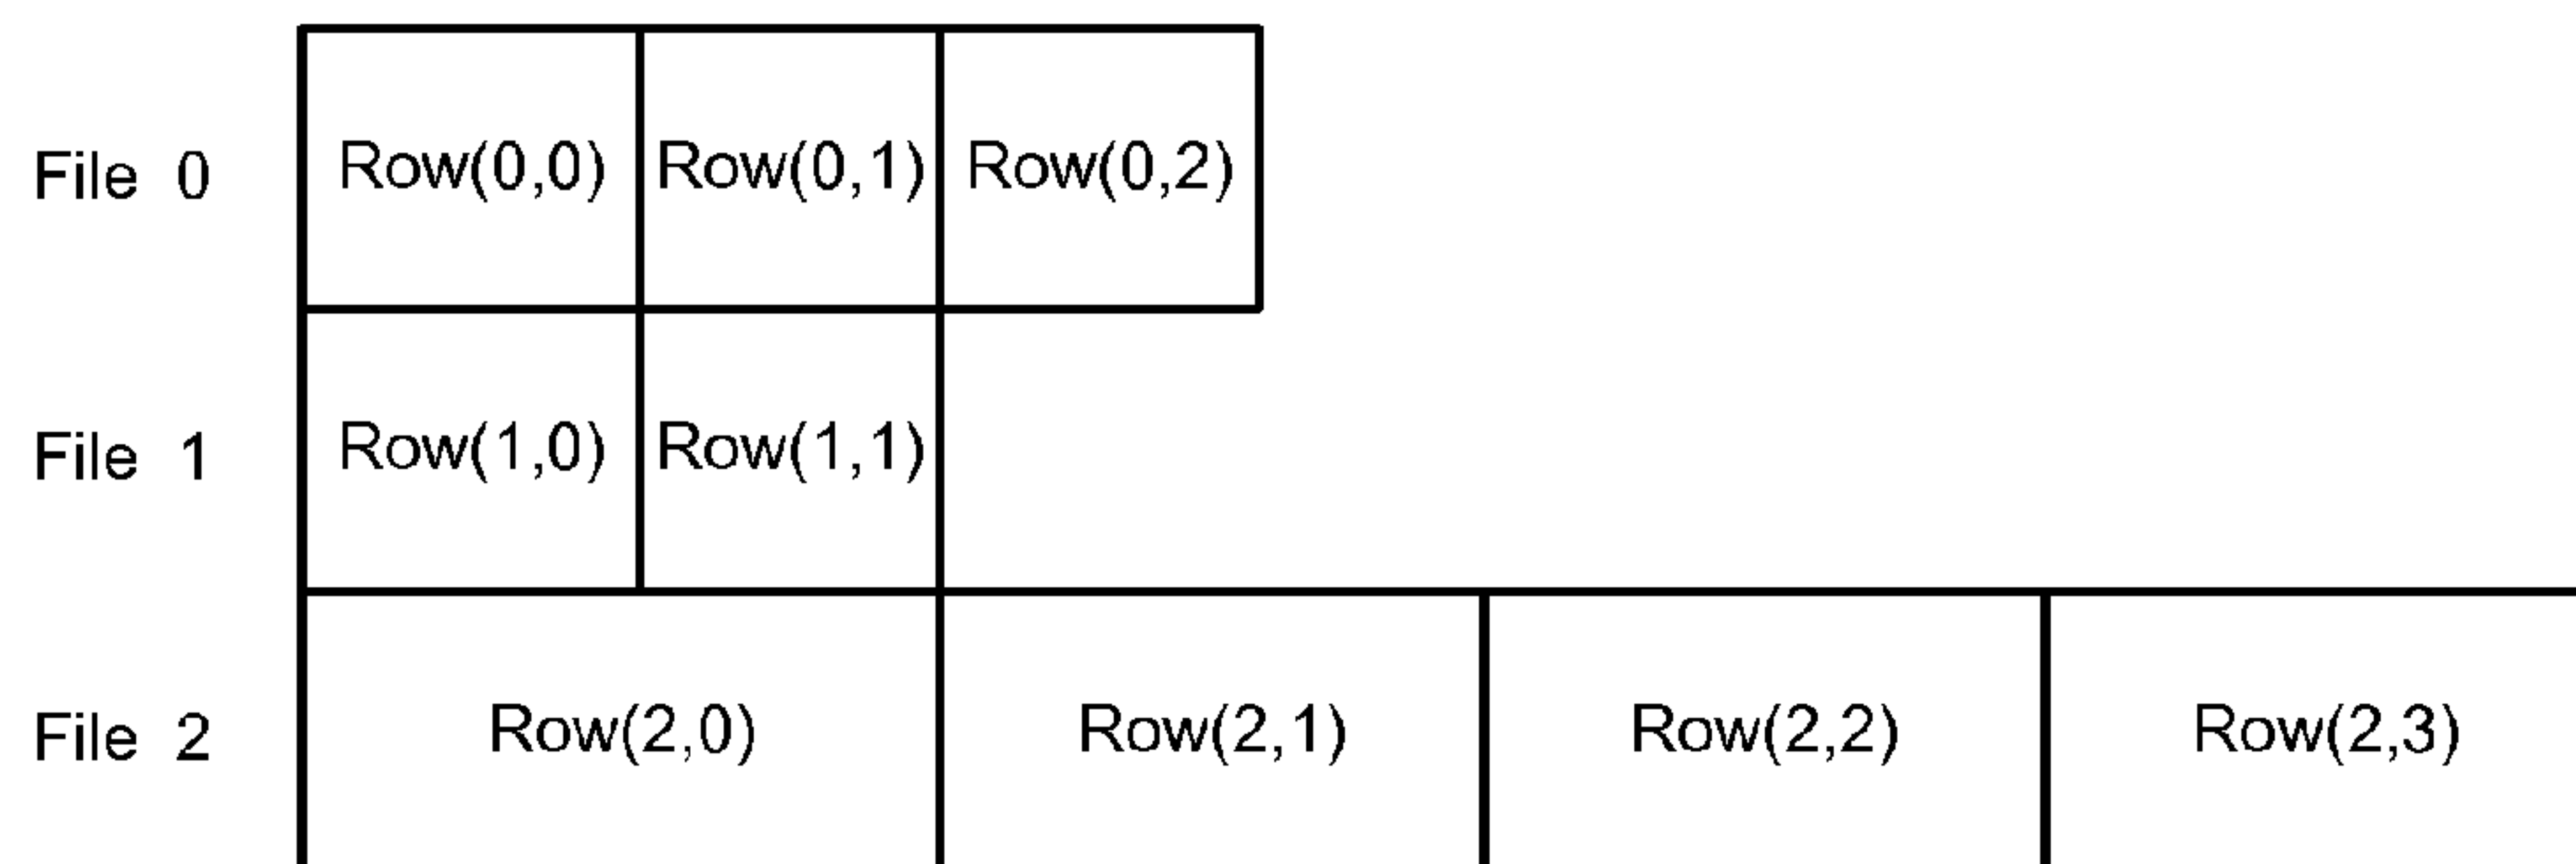 File 0 Row(0,0) Row(0,1) Row(0,2)
File 1 Row(1,0) Row(1,1)
File 2 Row(2,0) Row(2,1) Row(2,2) Row(2,3)